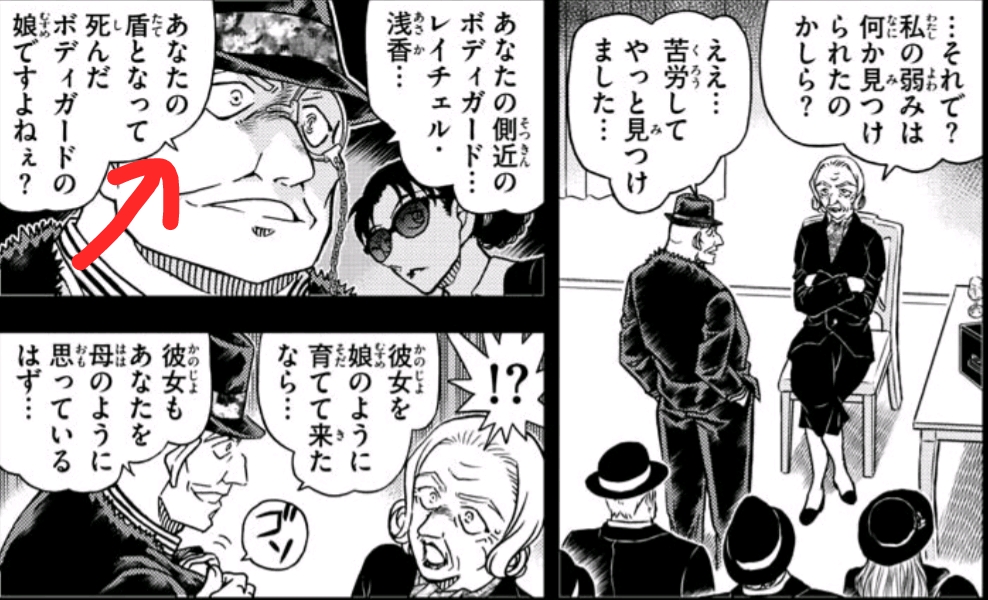 …それで?
私の弱みは
何か見つけ
られたの
かしら?
ええ…
苦労して
やっと見つけ
ました…
あなたの側近の
ボディガード…
レイチェル・
浅香…
あなたの
盾となって
死んだ
ボディガードの
娘ですよねぇ?
!?
彼女を
娘のように
育てて来た
なら…
彼女も
あなたを
母のように
思っている
はず…
ゴン